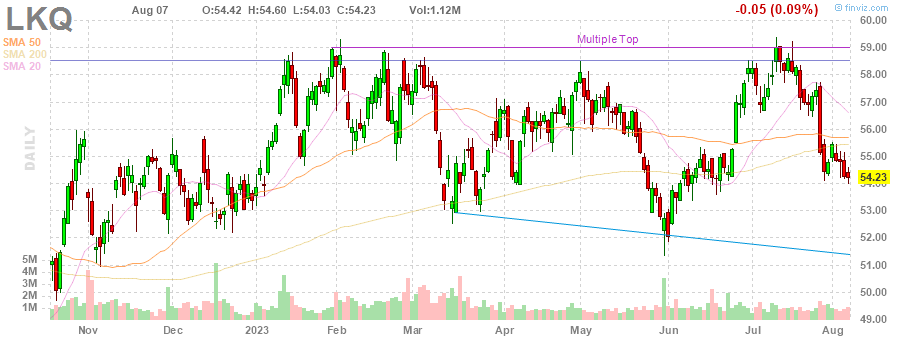 LKQ
Aug 07 O:54.42 H:54.60 L:54.03 C:54.23 Vol:1.12M
-0.05 (0.09%)
© finviz.com
SMA 50
SMA 200
SMA 20
DAILY
Multiple Top
60.00
59.00
58.00
57.00
56.00
55.00
54.23
54.00
53.00
52.00
51.00
50.00
49.00
5M
4M
3M
2M
1M
Nov Dec 2023 Feb Mar Apr May Jun Jul Aug